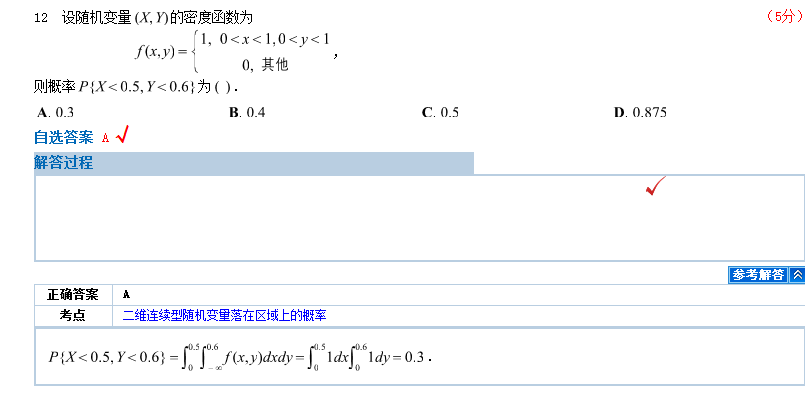 12 设随机变量 (X, Y)的密度函数为 （5分）
f(x,y)={1, 0<x<1,0<y<1
0, 其他 ，
则概率 P{X<0.5,Y<0.6}为 ( ) .
A. 0.3 B. 0.4 C. 0.5 D. 0.875
自选答案 A √
解答过程
参考解答
正确答案 A
考点 二维连续型随机变量落在区域上的概率
P{X<0.5,Y<0.6}=∫₀^0.5∫₋∞^0.6 f(x,y)dxdy=∫₀^0.5 1dx∫₀^0.6 1dy=0.3 .